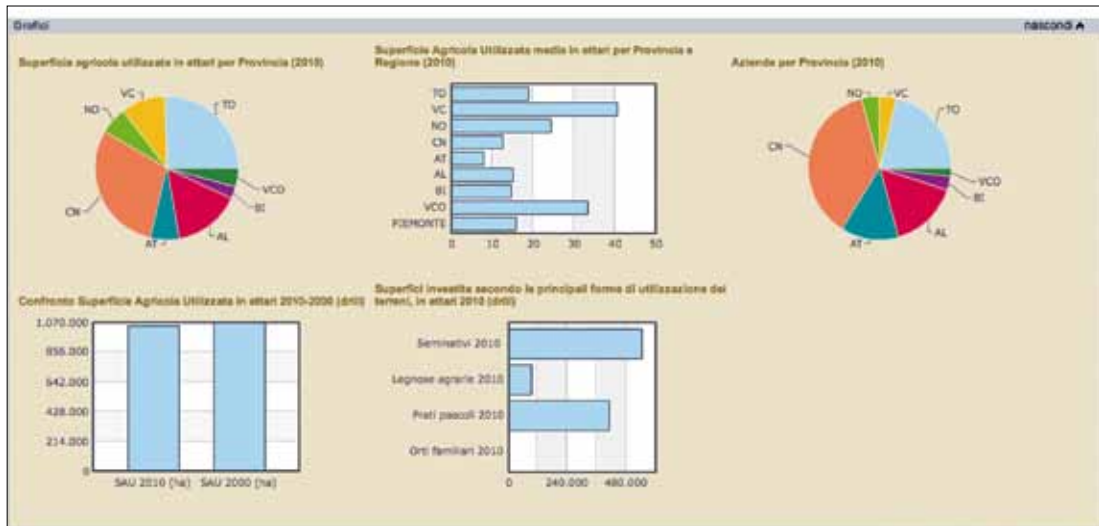 Grafici
nascondi
Superficie agricola utilizzata in ettari per Provincia (2010)
VC
TO
NO
VCO
BI
CN
AL
AT
Superficie Agricola Utilizzata media in ettari per Provincia e
Regione (2010)
TO
VC
NO
CN
AT
AL
BI
VCO
PIEMONTE
0 10 20 30 40 50
Aziende per Provincia (2010)
NO
VC
TO
CN
VCO
BI
AL
AT
Confronto Superficie Agricola Utilizzata in ettari 2010-2000 (drill)
1.070.000
856.000
642.000
428.000
214.000
0
SAU 2010 (ha) SAU 2000 (ha)
Superfici investite secondo le principali forme di utilizzazione dei
terreni, in ettari 2010 (drill)
Seminativi 2010
Legnose agrarie 2010
Prati pascoli 2010
Orti familiari 2010
0 240.000 480.000